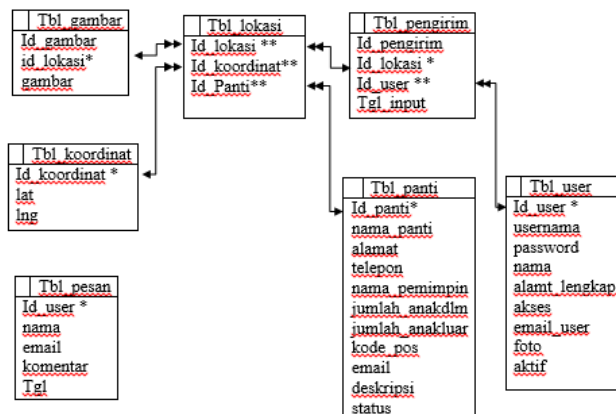 Tbl_gambar
Id_gambar
id_lokasi*
gambar
Tbl_lokasi
Id_lokasi **
Id_koordinat**
Id_Panti**
Tbl_pengirim
Id_pengirim
Id_lokasi *
Id_user **
Tgl_input
Tbl_koordinat
Id_koordinat *
lat
lng
Tbl_panti
Id_panti*
nama_panti
alamat
telepon
nama_pemimpin
jumlah_anakdlm
jumlah_anakluar
kode_pos
email
deskripsi
status
Tbl_user
Id_user *
usernama
password
nama
alamt_lengkap
akses
email_user
foto
aktif
Tbl_pesan
Id_user *
nama
email
komentar
Tgl